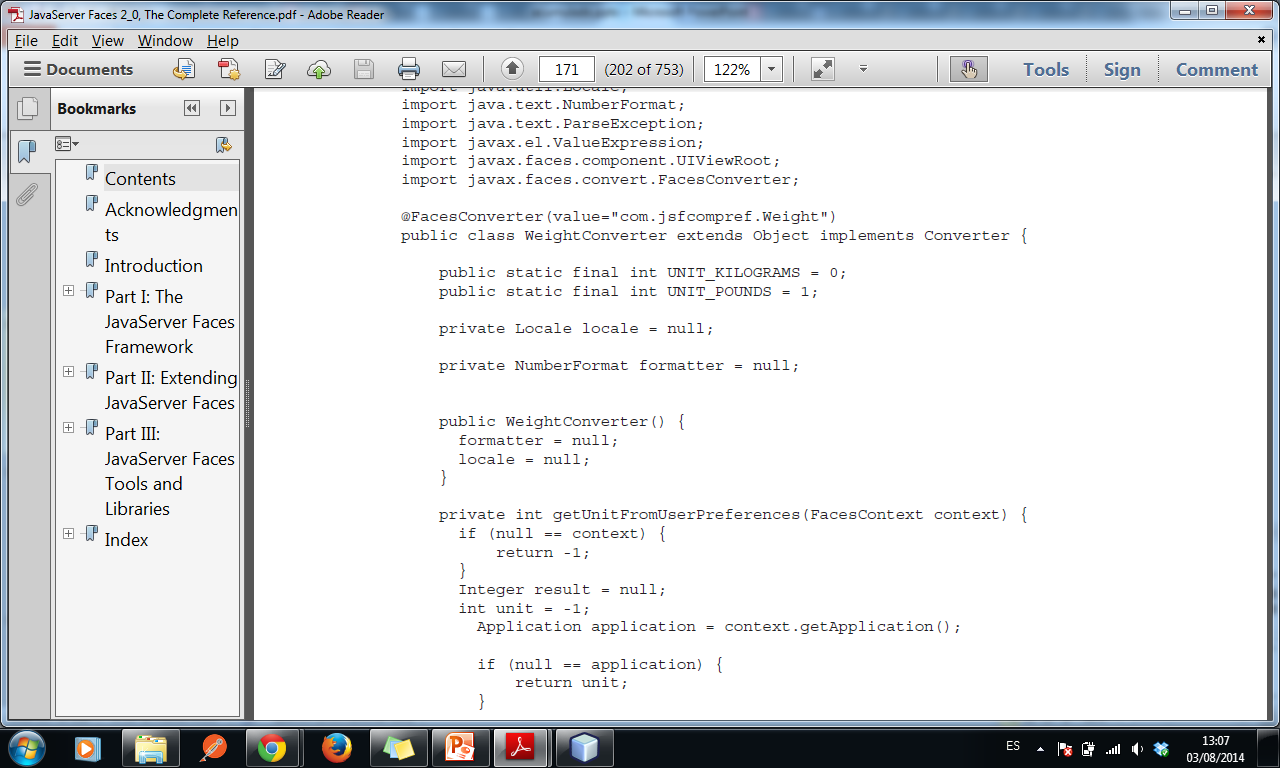 JavaServer Faces 2_0, The Complete Reference.pdf - Adobe Reader
File Edit View Window Help
Documents 171 (202 of 753) 122% Tools Sign Comment
Bookmarks
Contents
Acknowledgmen
ts
Introduction
Part I: The
JavaServer Faces
Framework
Part II: Extending
JavaServer Faces
Part III:
JavaServer Faces
Tools and
Libraries
Index
import java.util.Locale;
import java.text.NumberFormat;
import java.text.ParseException;
import javax.el.ValueExpression;
import javax.faces.component.UIViewRoot;
import javax.faces.convert.FacesConverter;
@FacesConverter(value="com.jsfcompref.Weight")
public class WeightConverter extends Object implements Converter {
public static final int UNIT_KILOGRAMS = 0;
public static final int UNIT_POUNDS = 1;
private Locale locale = null;
private NumberFormat formatter = null;
public WeightConverter() {
formatter = null;
locale = null;
}
private int getUnitFromUserPreferences(FacesContext context) {
if (null == context) {
return -1;
}
Integer result = null;
int unit = -1;
Application application = context.getApplication();
if (null == application) {
return unit;
}
ES
13:07
03/08/2014